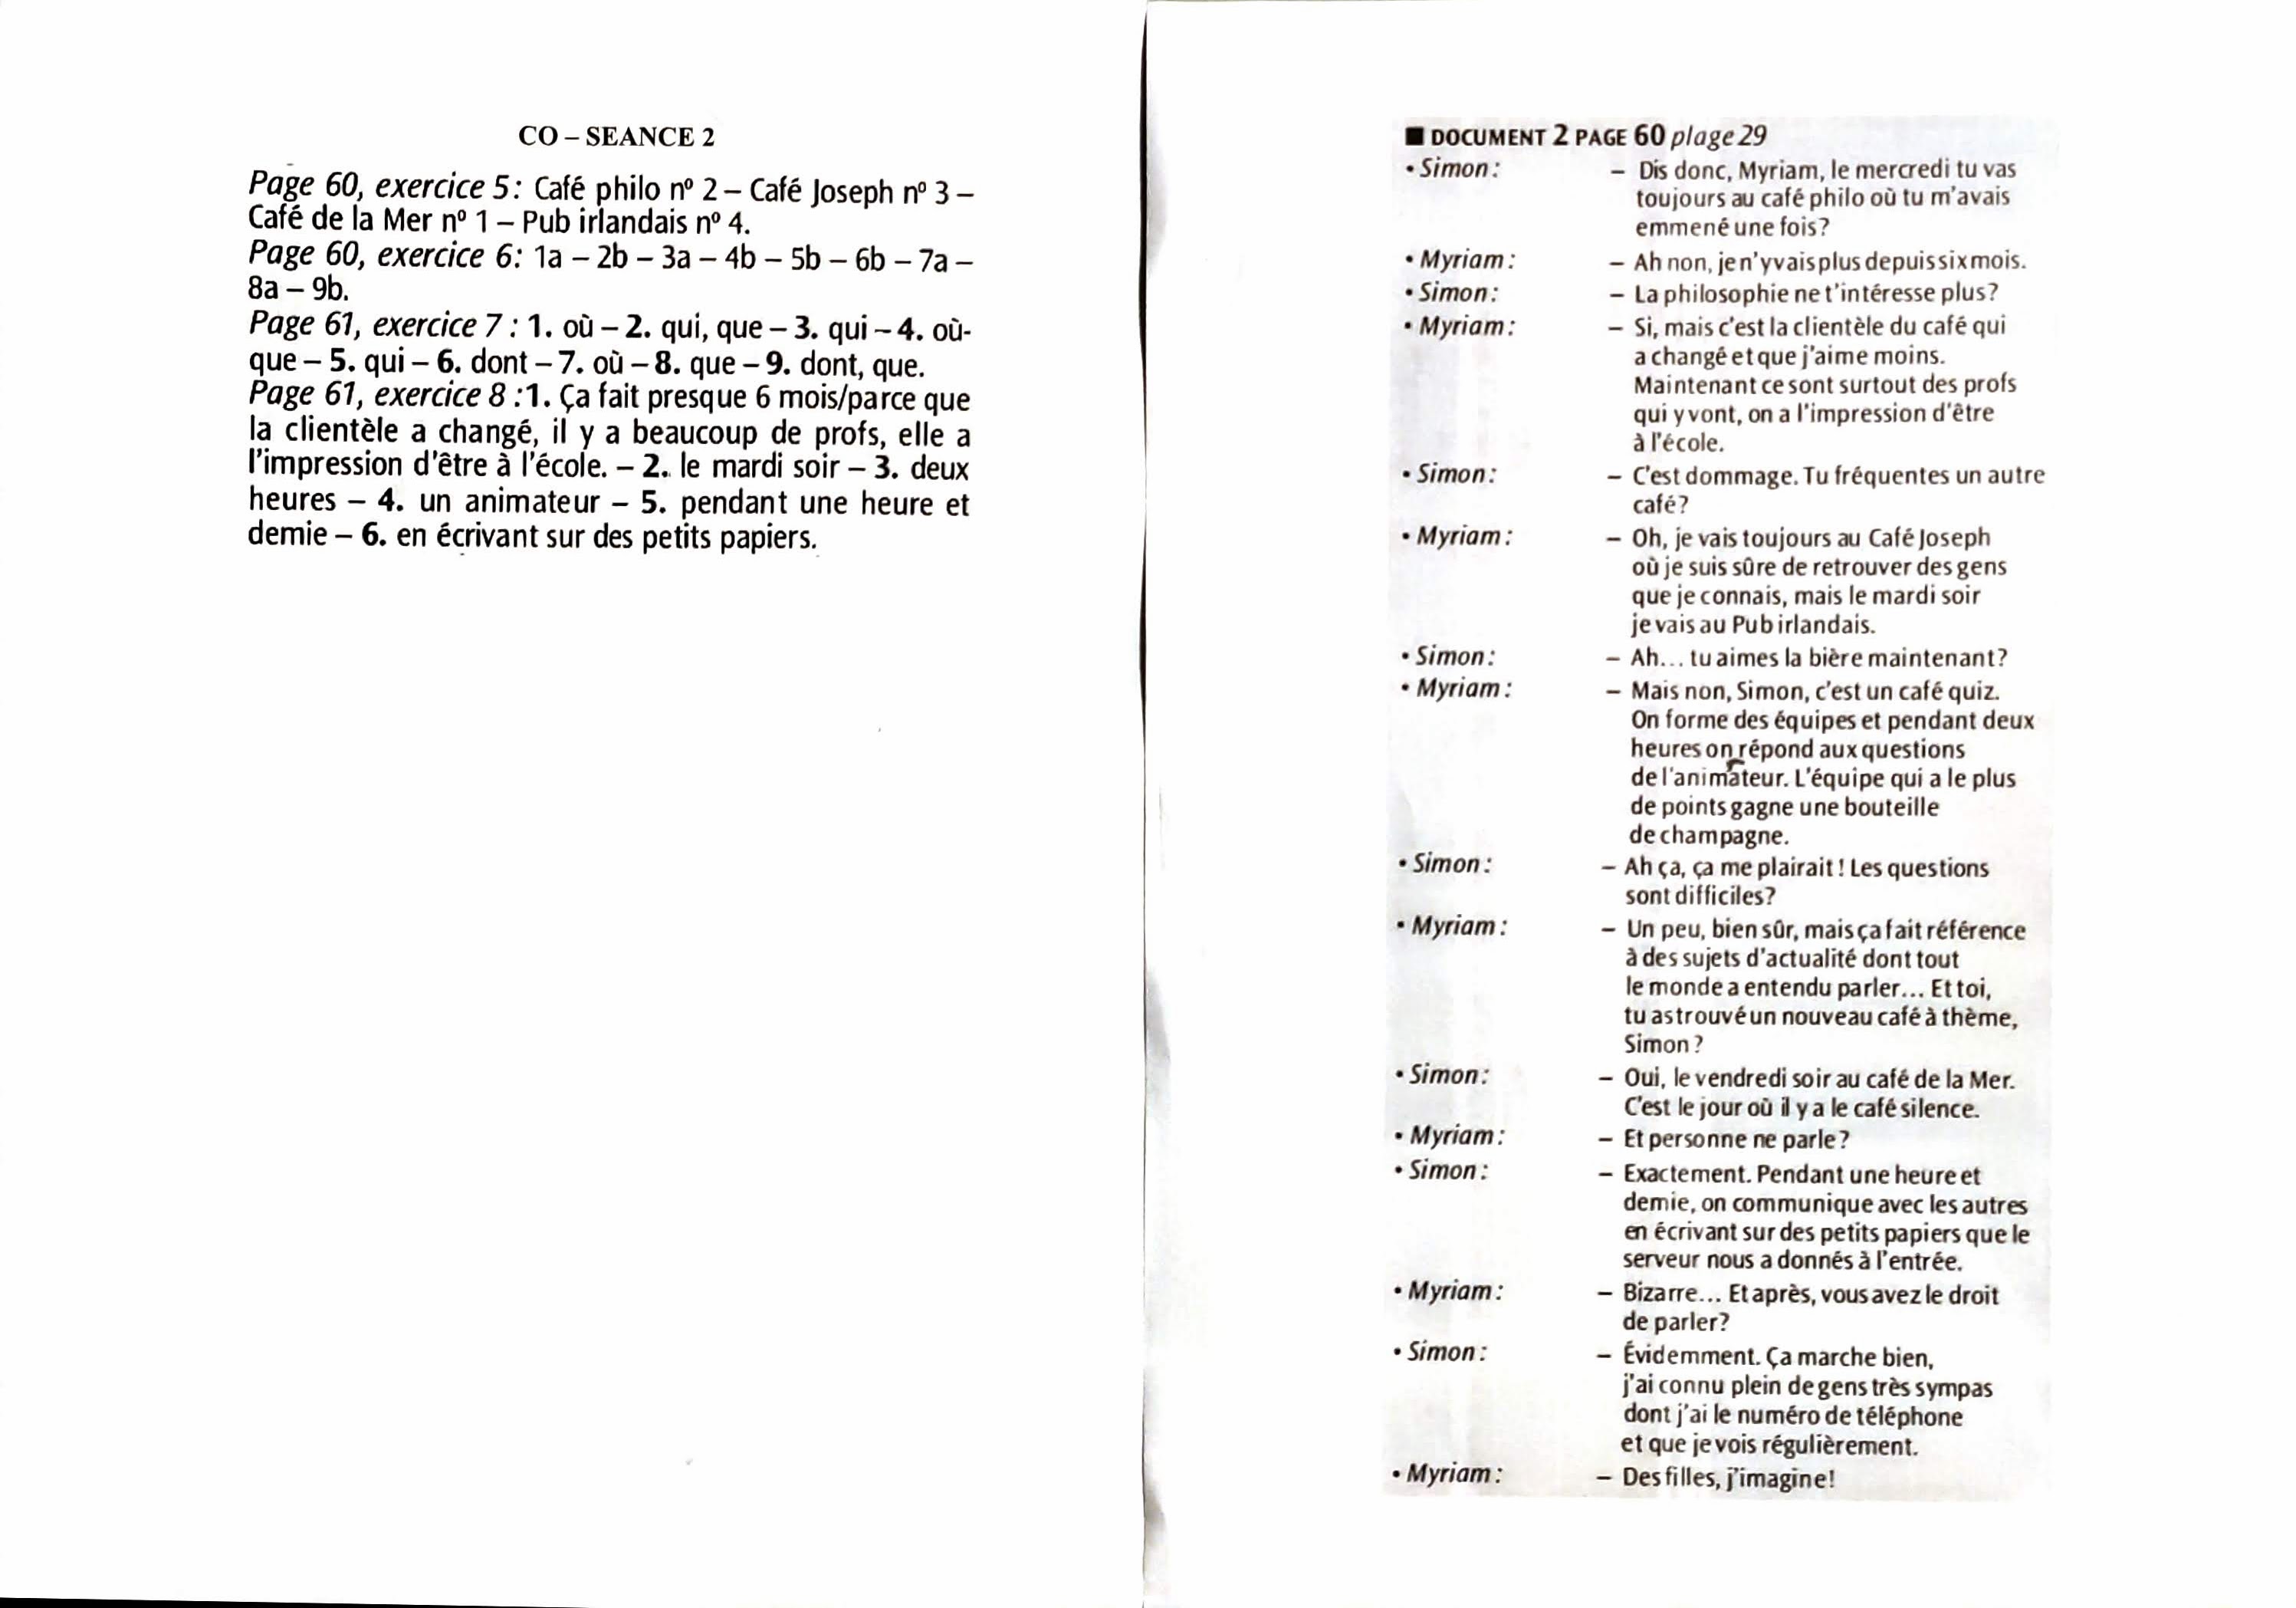 CO – SEANCE 2
Page 60, exercice 5 : Café philo nº 2 – Café Joseph nº 3 –
Café de la Mer nº 1 – Pub irlandais nº 4.
Page 60, exercice 6 : 1a – 2b – 3a – 4b – 5b – 6b – 7a –
8a – 9b.
Page 61, exercice 7 : 1. où – 2. qui, que – 3. qui – 4. où-
que – 5. qui – 6. dont – 7. où – 8. que – 9. dont, que.
Page 61, exercice 8 :1. Ça fait presque 6 mois/parce que
la clientèle a changé, il y a beaucoup de profs, elle a
l'impression d'être à l'école. – 2. le mardi soir – 3. deux
heures – 4. un animateur – 5. pendant une heure et
demie – 6. en écrivant sur des petits papiers.
■ DOCUMENT 2 PAGE 60 plage 29
• Simon : – Dis donc, Myriam, le mercredi tu vas
toujours au café philo où tu m'avais
emmené une fois?
• Myriam : – Ah non, je n'y vais plus depuis six mois.
• Simon : – La philosophie ne t'intéresse plus?
• Myriam : – Si, mais c'est la clientèle du café qui
a changé et que j'aime moins.
Maintenant ce sont surtout des profs
qui y vont, on a l'impression d'être
à l'école.
• Simon : – C'est dommage. Tu fréquentes un autre
café?
• Myriam : – Oh, je vais toujours au Café Joseph
où je suis sûre de retrouver des gens
que je connais, mais le mardi soir
je vais au Pub irlandais.
• Simon : – Ah... tu aimes la bière maintenant?
• Myriam : – Mais non, Simon, c'est un café quiz.
On forme des équipes et pendant deux
heures on répond aux questions
de l'animateur. L'équipe qui a le plus
de points gagne une bouteille
de champagne.
• Simon : – Ah ça, ça me plairait ! Les questions
sont difficiles?
• Myriam : – Un peu, bien sûr, mais ça fait référence
à des sujets d'actualité dont tout
le monde a entendu parler... Et toi,
tu as trouvé un nouveau café à thème,
Simon ?
• Simon : – Oui, le vendredi soir au café de la Mer.
C'est le jour où il y a le café silence.
• Myriam : – Et personne ne parle ?
• Simon : – Exactement. Pendant une heure et
demie, on communique avec les autres
en écrivant sur des petits papiers que le
serveur nous a donnés à l'entrée.
• Myriam : – Bizarre... Et après, vous avez le droit
de parler?
• Simon : – Évidemment. Ça marche bien,
j'ai connu plein de gens très sympas
dont j'ai le numéro de téléphone
et que je vois régulièrement.
• Myriam : – Des filles, j'imagine!